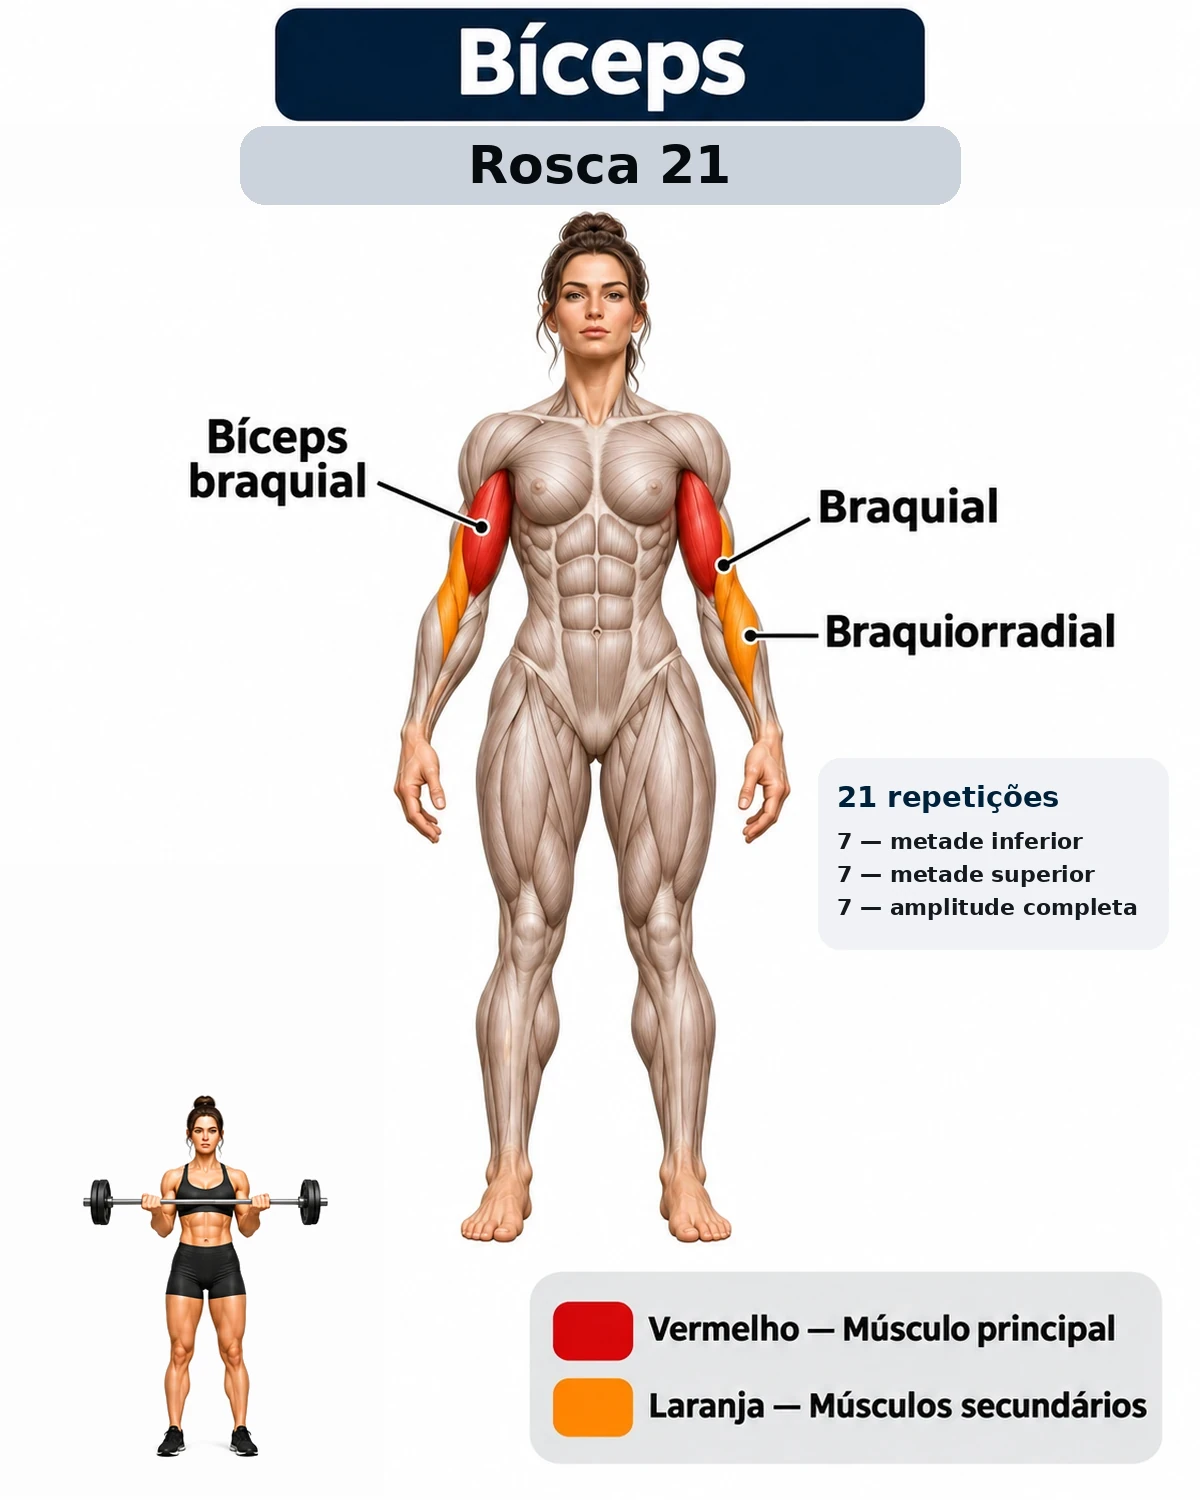 Bíceps
Rosca 21
Bíceps
braquial
Braquial
Braquiorradial
21 repetições
7 — metade inferior
7 — metade superior
7 — amplitude completa
Vermelho — Músculo principal
Laranja — Músculos secundários